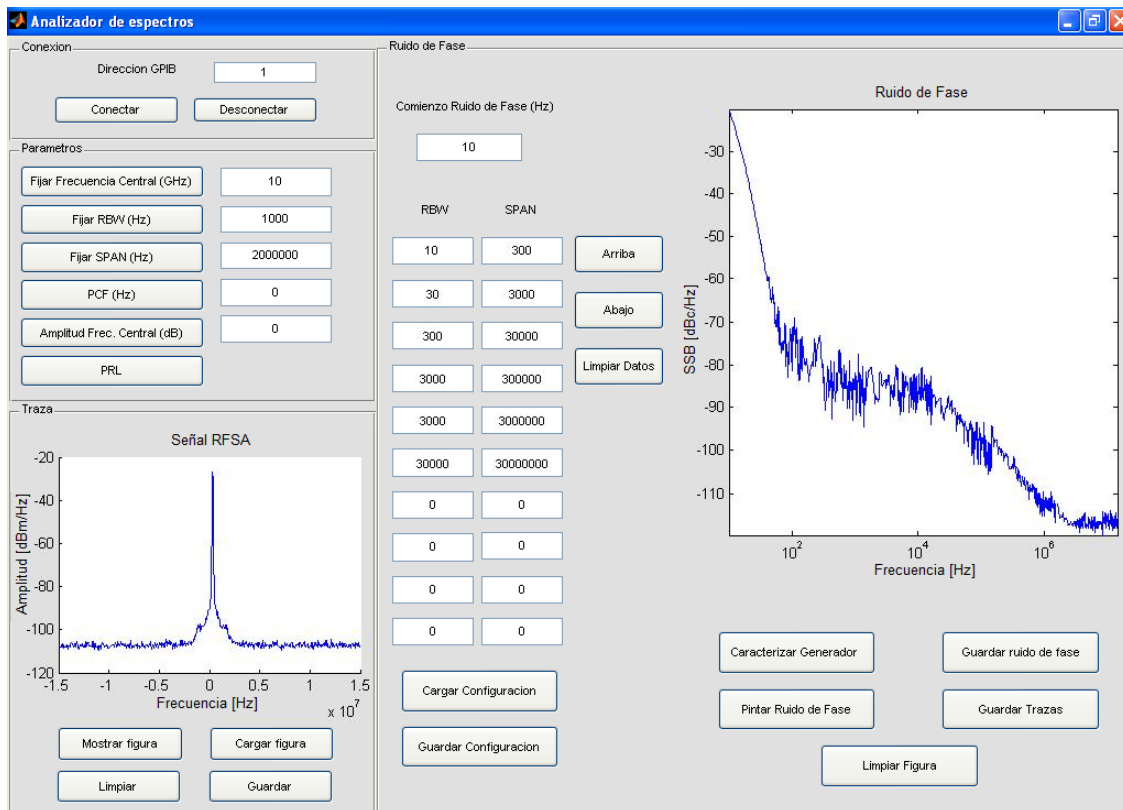 Analizador de espectros
Conexion
Direccion GPIB 1
Conectar Desconectar
Parametros
Fijar Frecuencia Central (GHz) 10
Fijar RBW (Hz) 1000
Fijar SPAN (Hz) 2000000
PCF (Hz) 0
Amplitud Frec. Central (dB) 0
PRL
Traza
Señal RFSA
Amplitud [dBm/Hz]
-20
-40
-60
-80
-100
-120
-1.5 -1 -0.5 0 0.5 1 1.5
Frecuencia [Hz]
x 10^7
Mostrar figura Cargar figura
Limpiar Guardar
Ruido de Fase
Comienzo Ruido de Fase (Hz)
10
RBW SPAN
10 300
30 3000
300 30000
3000 300000
3000 3000000
30000 30000000
0 0
0 0
0 0
0 0
Arriba
Abajo
Limpiar Datos
Cargar Configuracion
Guardar Configuracion
Ruido de Fase
SSB [dBc/Hz]
-30
-40
-50
-60
-70
-80
-90
-100
-110
10^2 10^4 10^6
Frecuencia [Hz]
Caracterizar Generador Guardar ruido de fase
Pintar Ruido de Fase Guardar Trazas
Limpiar Figura